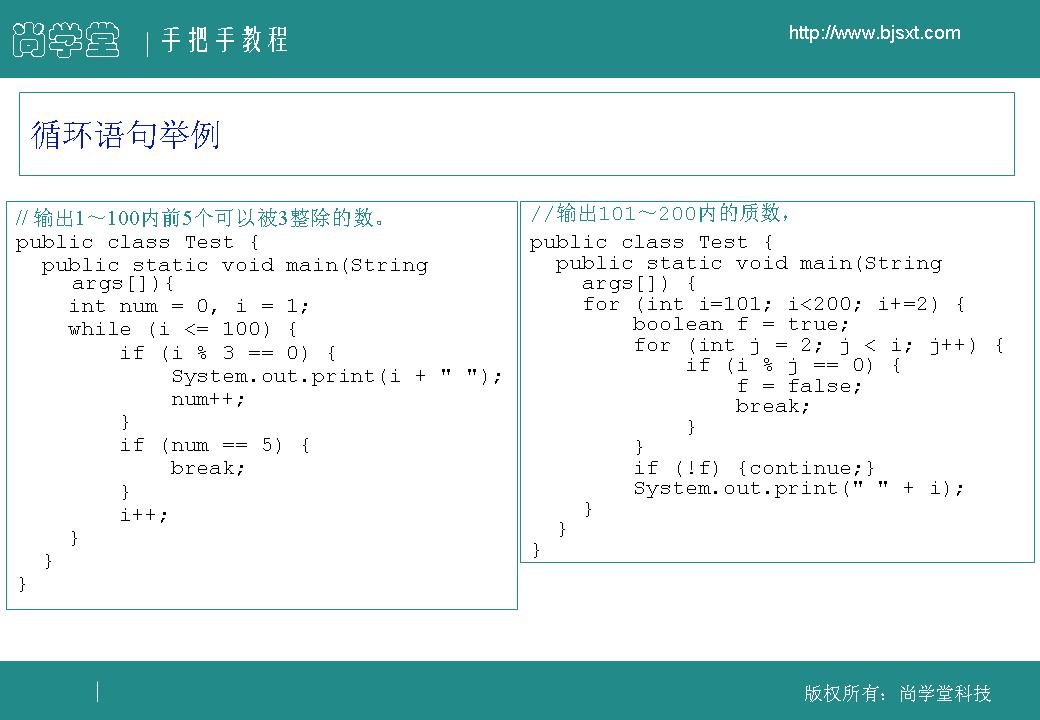 尚学堂 | 手把手教程
http://www.bjsxt.com
循环语句举例
// 输出1～100内前5个可以被3整除的数。
public class Test {
  public static void main(String
    args[]){
    int num = 0, i = 1;
    while (i <= 100) {
        if (i % 3 == 0) {
            System.out.print(i + " ");
            num++;
        }
        if (num == 5) {
            break;
        }
        i++;
    }
  }
}
//输出101～200内的质数,
public class Test {
  public static void main(String
    args[]) {
    for (int i=101; i<200; i+=2) {
        boolean f = true;
        for (int j = 2; j < i; j++) {
            if (i % j == 0) {
                f = false;
                break;
            }
        }
        if (!f) {continue;}
        System.out.print(" " + i);
    }
  }
}
版权所有：尚学堂科技